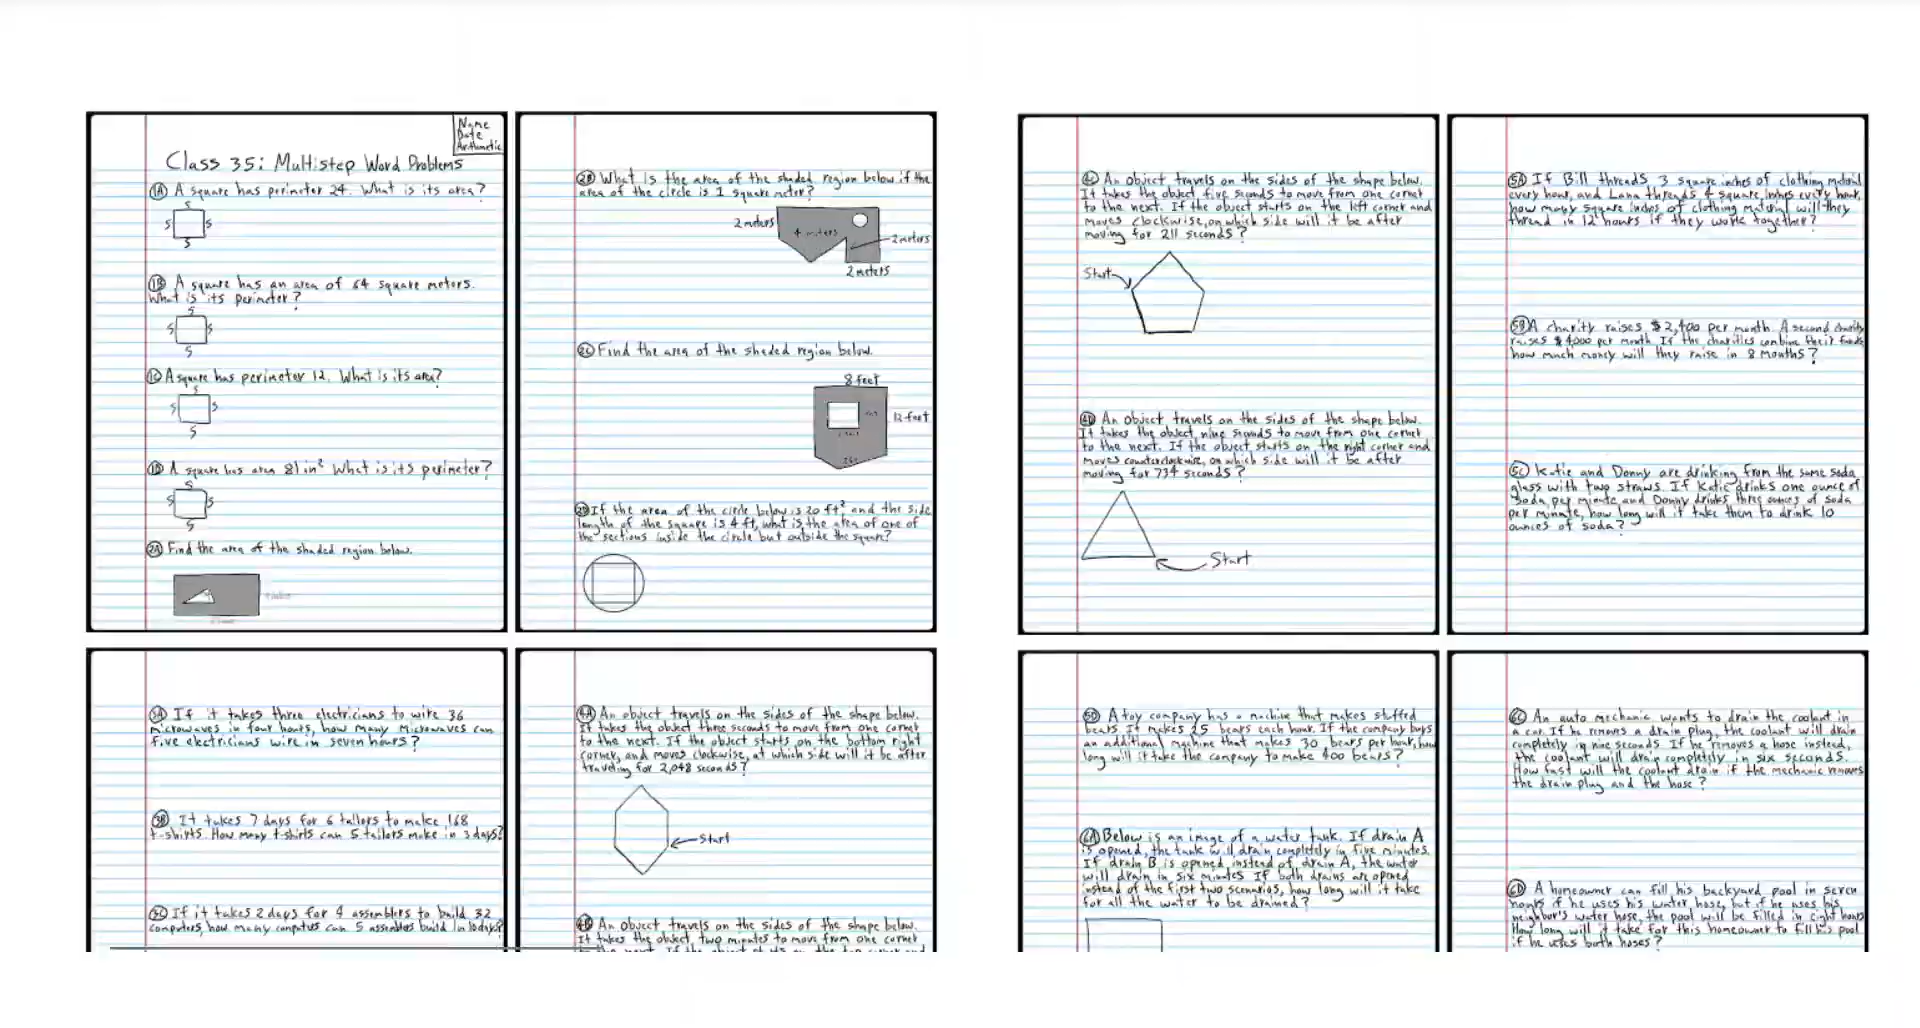 Name
Date
Arithmetic
Class 35: Multistep Word Problems
1A A square has perimeter 24. What is its area?
s
s s
s
1B A square has an area of 64 square meters.
What is its perimeter?
s
s s
s
1C A square has perimeter 12. What is its area?
s
s s
s
1D A square has area 81 in² What is its perimeter?
s
s s
s
2A Find the area of the shaded region below.
2B What is the area of the shaded region below if the
area of the circle is 1 square meter?
2 meters
4 meters
2 meters
2 meters
2C Find the area of the shaded region below.
8 feet
12 feet
2D If the area of the circle below is 20 ft² and the side
length of the square is 4 ft, what is the area of one of
the sections inside the circle but outside the square?
4C An object travels on the sides of the shape below.
It takes the object five seconds to move from one corner
to the next. If the object starts on the left corner and
moves clockwise, on which side will it be after
moving for 211 seconds?
Start
4D An object travels on the sides of the shape below.
It takes the object nine seconds to move from one corner
to the next. If the object starts on the right corner and
moves counterclockwise, on which side will it be after
moving for 734 seconds?
Start
5A If Bill threads 3 square inches of clothing material
every hour, and Lana threads 4 square inches every hour,
how many square inches of clothing material will they
thread in 12 hours if they work together?
5B A charity raises $2,400 per month. A second charity
raises $4000 per month. If the charities combine their funds,
how much money will they raise in 8 months?
5C Katie and Donny are drinking from the same soda
glass with two straws. If Katie drinks one ounce of
soda per minute and Donny drinks three ounces of soda
per minute, how long will it take them to drink 10
ounces of soda?
3A If it takes three electricians to wire 36
microwaves in four hours, how many microwaves can
five electricians wire in seven hours?
3B It takes 7 days for 6 tailors to make 168
t-shirts. How many t-shirts can 5 tailors make in 3 days?
3C If it takes 2 days for 4 assemblers to build 32
computers, how many computers can 5 assemblers build in 10 days?
4A An object travels on the sides of the shape below.
It takes the object three seconds to move from one corner
to the next. If the object starts on the bottom right
corner, and moves clockwise, at which side will it be after
traveling for 2,048 seconds?
Start
4B An object travels on the sides of the shape below.
It takes the object two minutes to move from one corner
5D A toy company has a machine that makes stuffed
bears. It makes 25 bears each hour. If the company buys
an additional machine that makes 30 bears per hour, how
long will it take the company to make 400 bears?
6A Below is an image of a water tank. If drain A
is opened, the tank will drain completely in five minutes.
If drain B is opened, instead of drain A, the water
will drain in six minutes. If both drains are opened
instead of the first two scenarios, how long will it take
for all the water to be drained?
6C An auto mechanic wants to drain the coolant in
a car. If he removes a drain plug, the coolant will drain
completely in nine seconds. If he removes a hose instead,
the coolant will drain completely in six seconds.
How fast will the coolant drain if the mechanic removes
the drain plug and the hose?
6D A homeowner can fill his backyard pool in seven
hours if he uses his water hose, but if he uses his
neighbor's water hose, the pool will be filled in eight hours
How long will it take for this homeowner to fill his pool
if he uses both hoses?